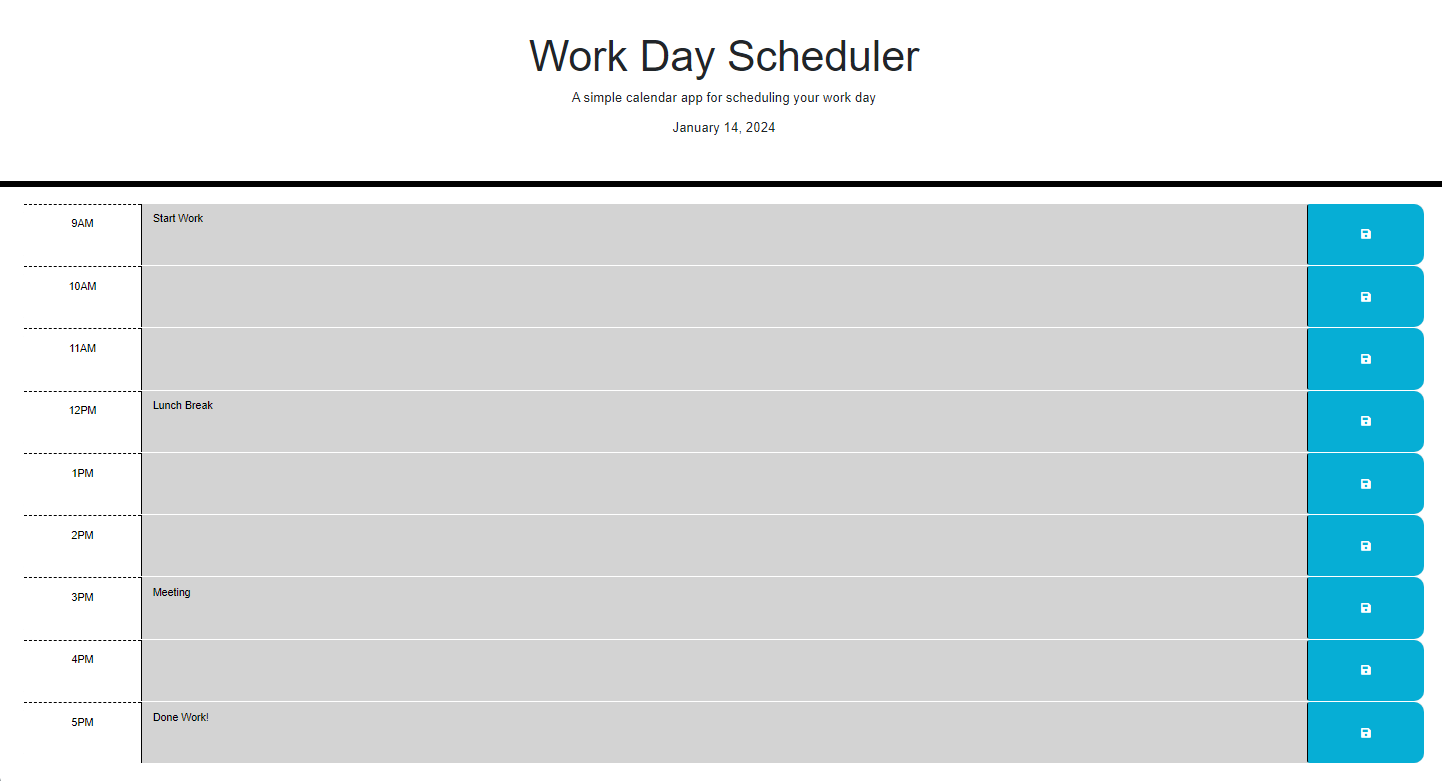 Work Day Scheduler
A simple calendar app for scheduling your work day
January 14, 2024
9AM Start Work
10AM
11AM
12PM Lunch Break
1PM
2PM
3PM Meeting
4PM
5PM Done Work!